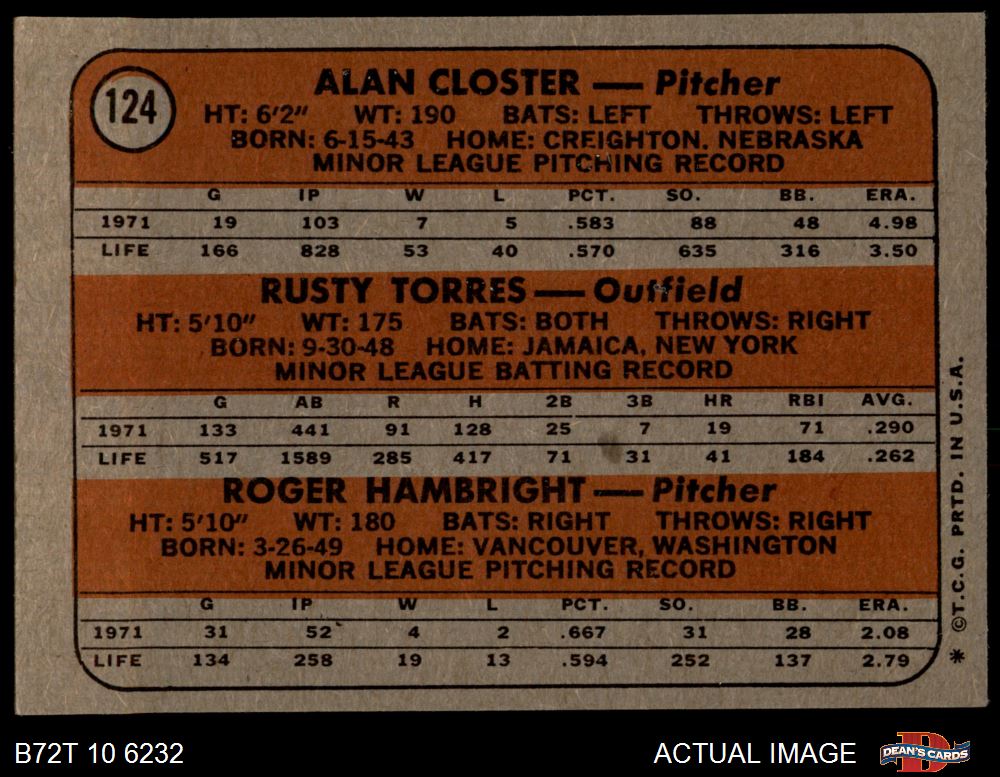 124
ALAN CLOSTER — Pitcher
HT: 6'2" WT: 190 BATS: LEFT THROWS: LEFT
BORN: 6-15-43 HOME: CREIGHTON. NEBRASKA
MINOR LEAGUE PITCHING RECORD
G IP W L PCT. SO. BB. ERA.
1971 19 103 7 5 .583 88 48 4.98
LIFE 166 828 53 40 .570 635 316 3.50
RUSTY TORRES — Outfield
HT: 5'10" WT: 175 BATS: BOTH THROWS: RIGHT
BORN: 9-30-48 HOME: JAMAICA, NEW YORK
MINOR LEAGUE BATTING RECORD
G AB R H 2B 3B HR RBI AVG.
1971 133 441 91 128 25 7 19 71 .290
LIFE 517 1589 285 417 71 31 41 184 .262
ROGER HAMBRIGHT — Pitcher
HT: 5'10" WT: 180 BATS: RIGHT THROWS: RIGHT
BORN: 3-26-49 HOME: VANCOUVER, WASHINGTON
MINOR LEAGUE PITCHING RECORD
G IP W L PCT. SO. BB. ERA.
1971 31 52 4 2 .667 31 28 2.08
LIFE 134 258 19 13 .594 252 137 2.79
* ©T.C.G. PRTD. IN U.S.A.
B72T 10 6232
ACTUAL IMAGE
D
DEAN'S CARDS